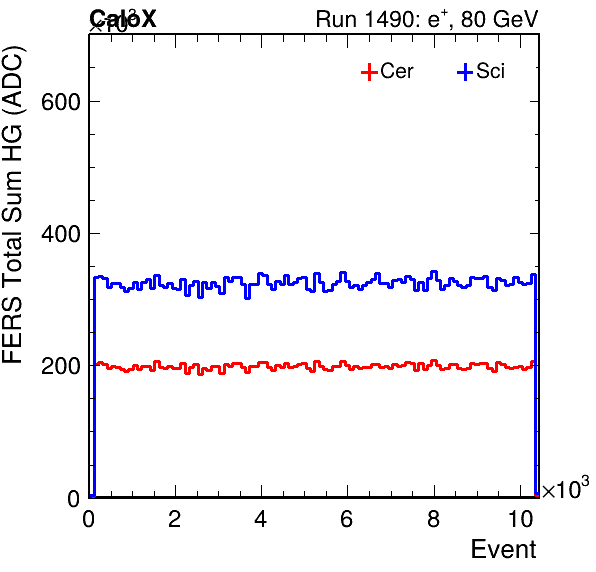 CaloX Run 1490: e⁺, 80 GeV
×10³
Cer Sci
FERS Total Sum HG (ADC)
600
400
200
0
0 2 4 6 8 10
×10³
Event